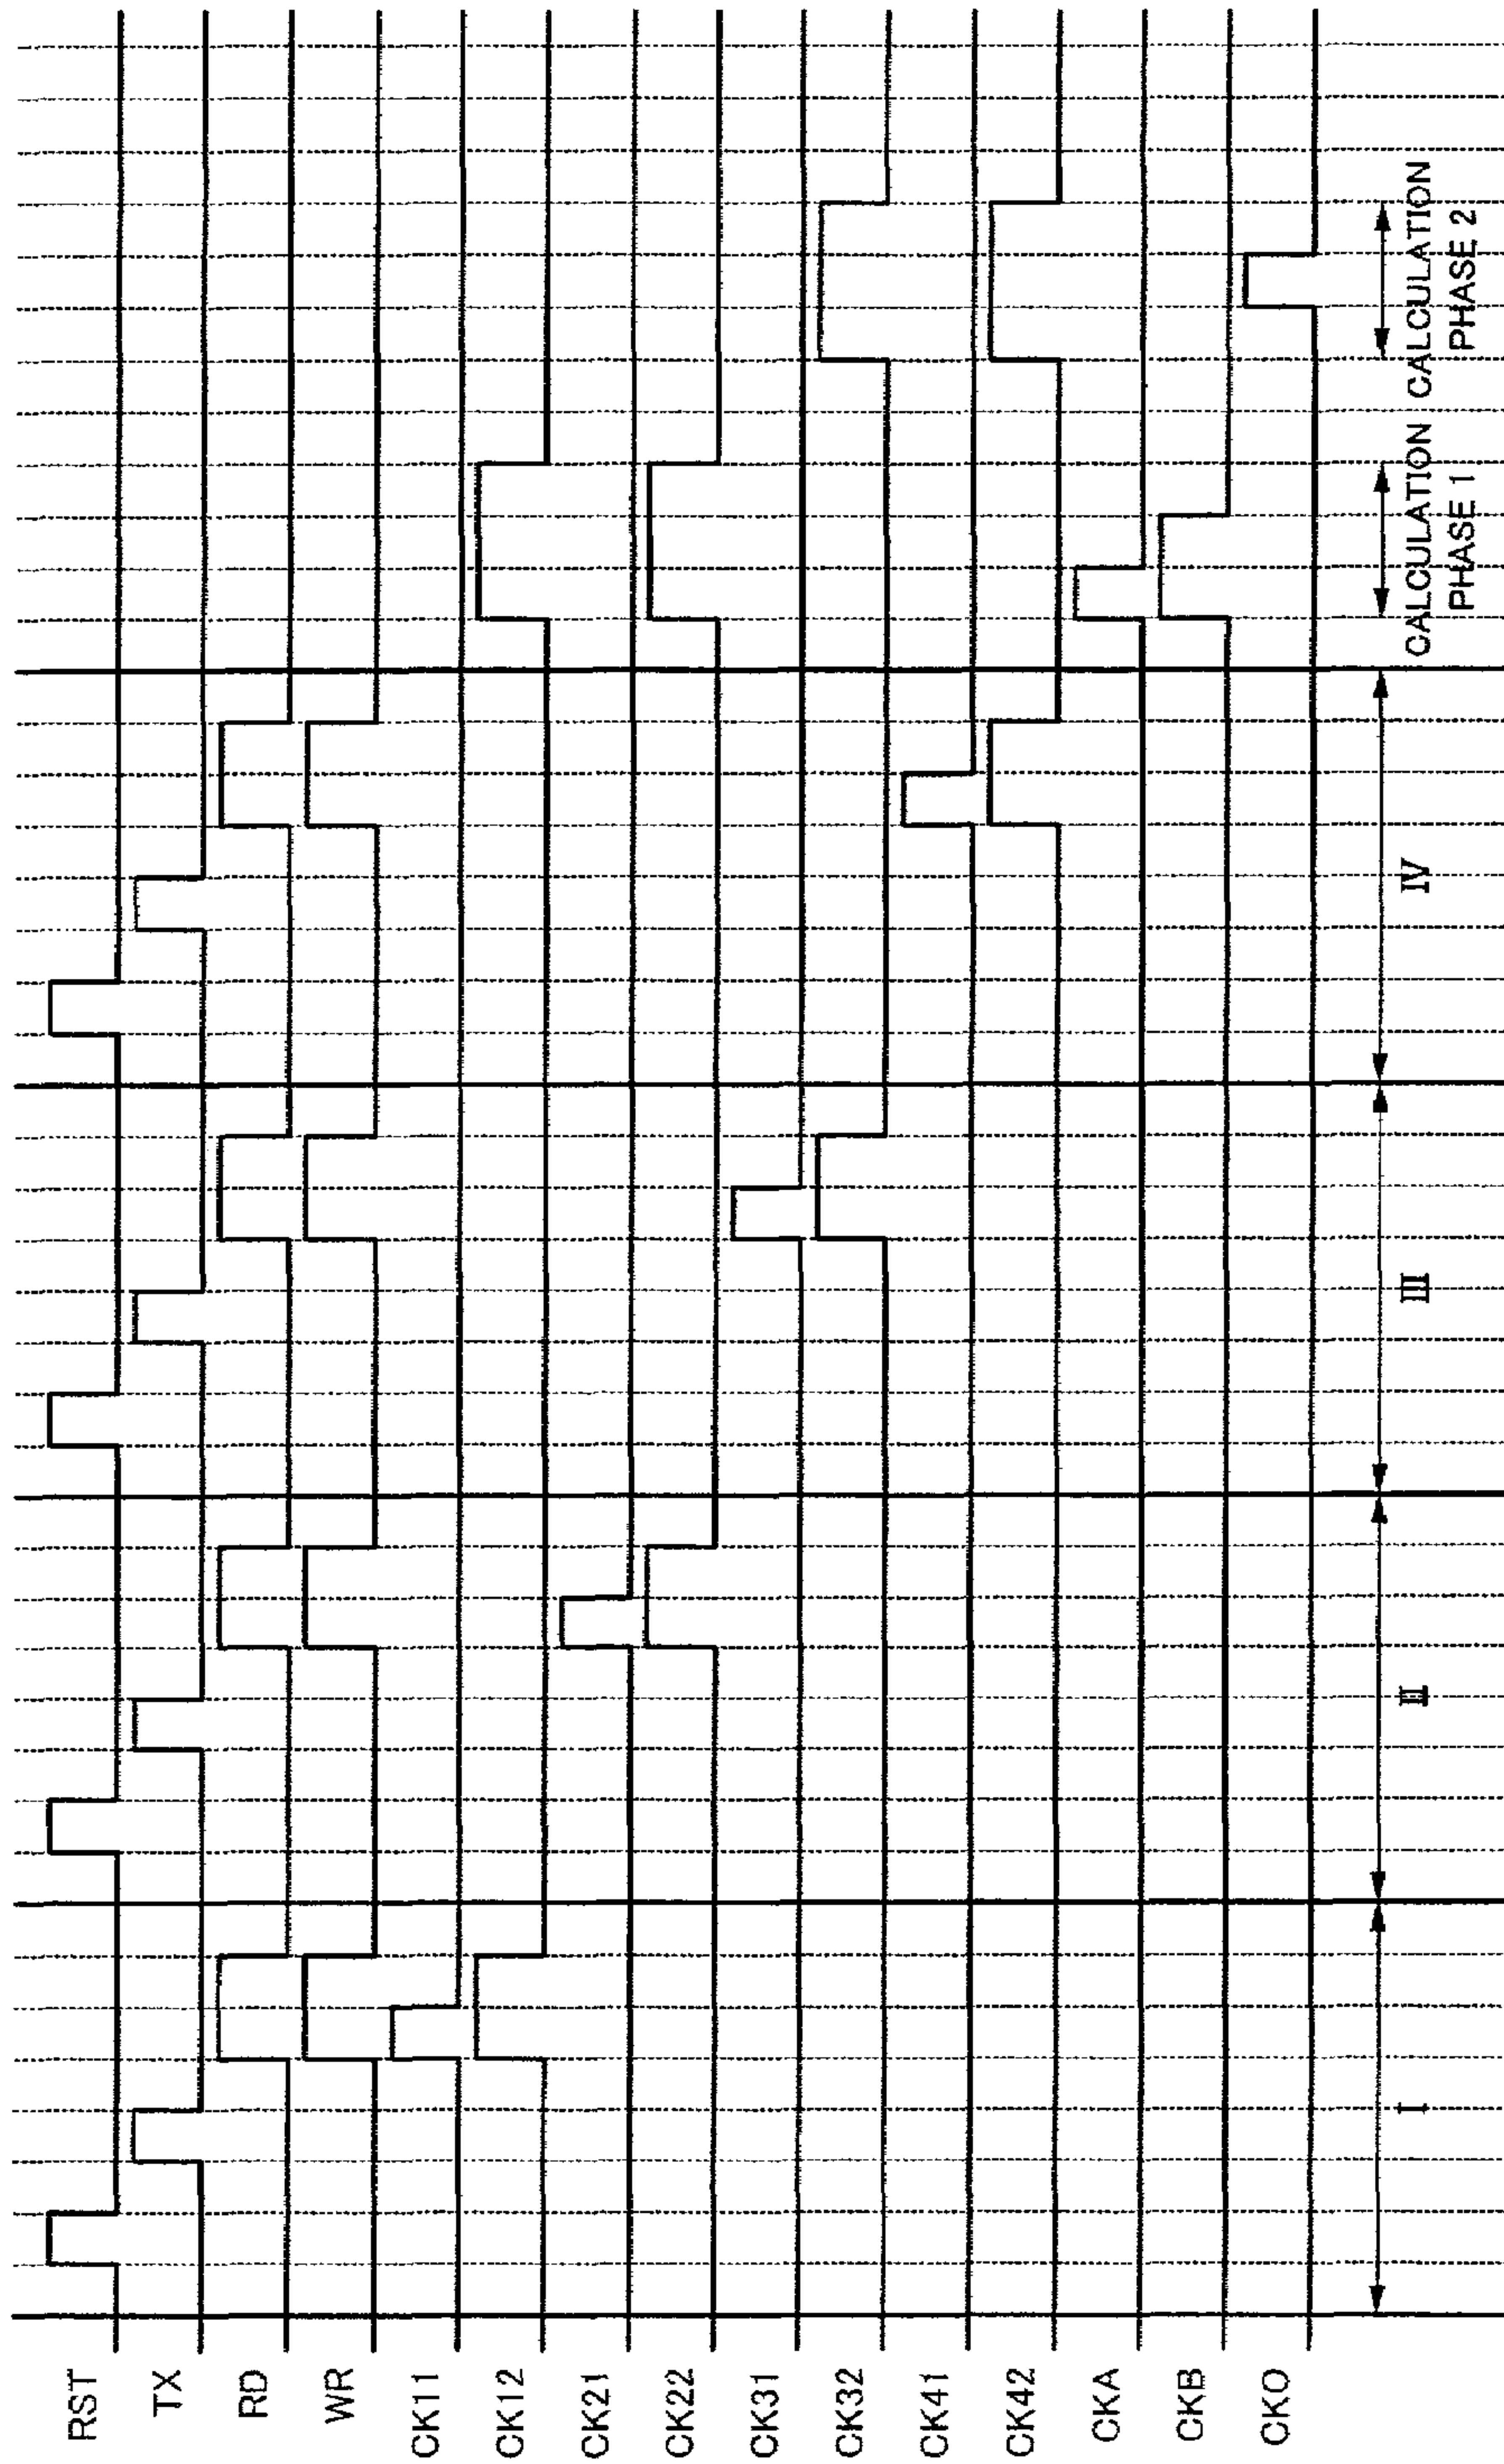 RST
TX
RD
WR
CK11
CK12
CK21
CK22
CK31
CK32
CK41
CK42
CKA
CKB
CKO
I
II
III
IV
CALCULATION
PHASE 1
CALCULATION
PHASE 2